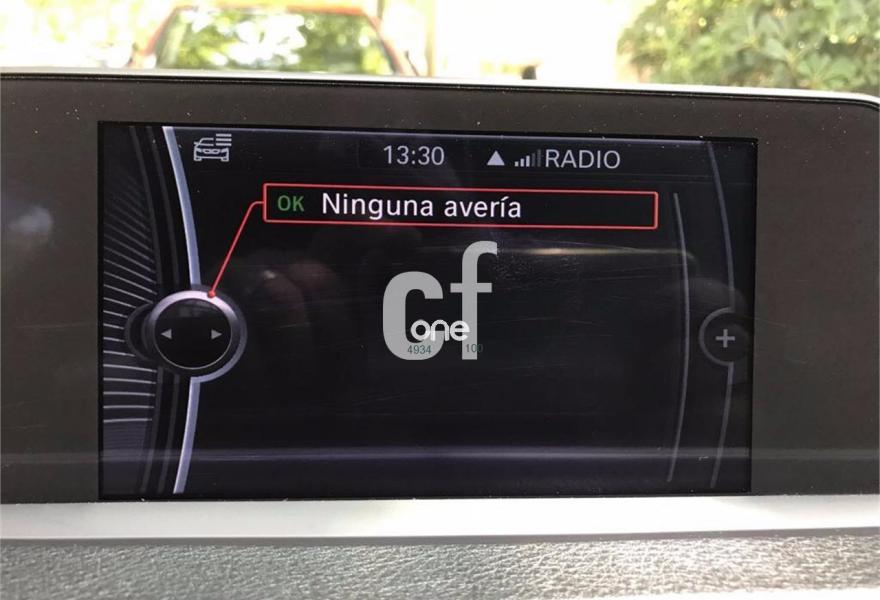 13:30 RADIO
OK Ninguna avería
cf
one
4934 100